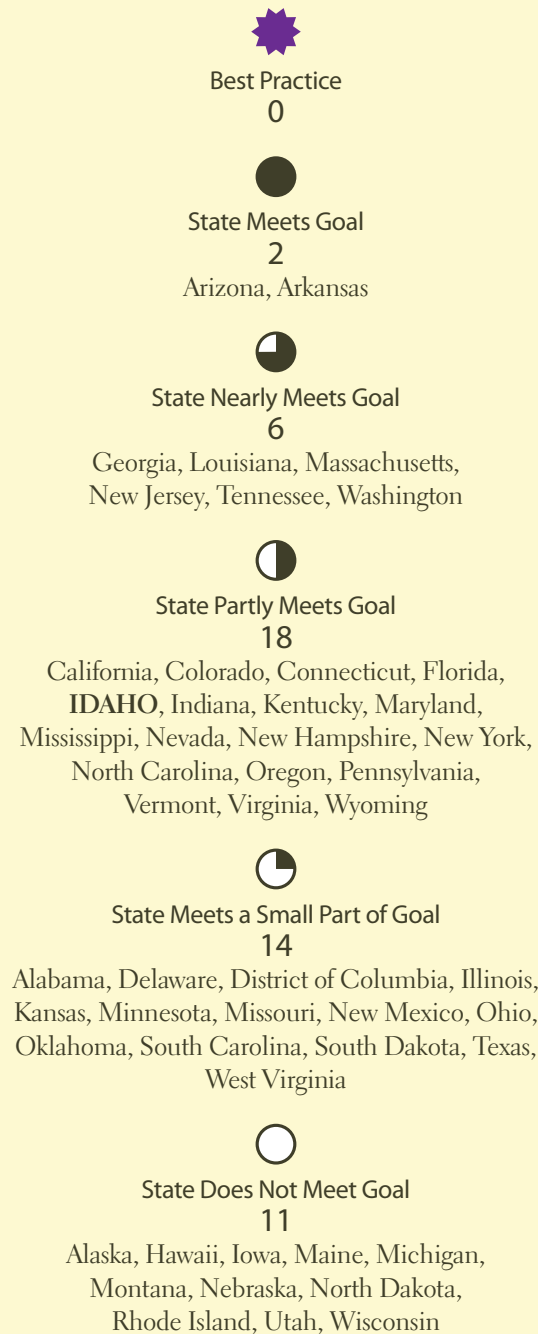 Best Practice
0
State Meets Goal
2
Arizona, Arkansas
State Nearly Meets Goal
6
Georgia, Louisiana, Massachusetts,
New Jersey, Tennessee, Washington
State Partly Meets Goal
18
California, Colorado, Connecticut, Florida,
IDAHO, Indiana, Kentucky, Maryland,
Mississippi, Nevada, New Hampshire, New York,
North Carolina, Oregon, Pennsylvania,
Vermont, Virginia, Wyoming
State Meets a Small Part of Goal
14
Alabama, Delaware, District of Columbia, Illinois,
Kansas, Minnesota, Missouri, New Mexico, Ohio,
Oklahoma, South Carolina, South Dakota, Texas,
West Virginia
State Does Not Meet Goal
11
Alaska, Hawaii, Iowa, Maine, Michigan,
Montana, Nebraska, North Dakota,
Rhode Island, Utah, Wisconsin